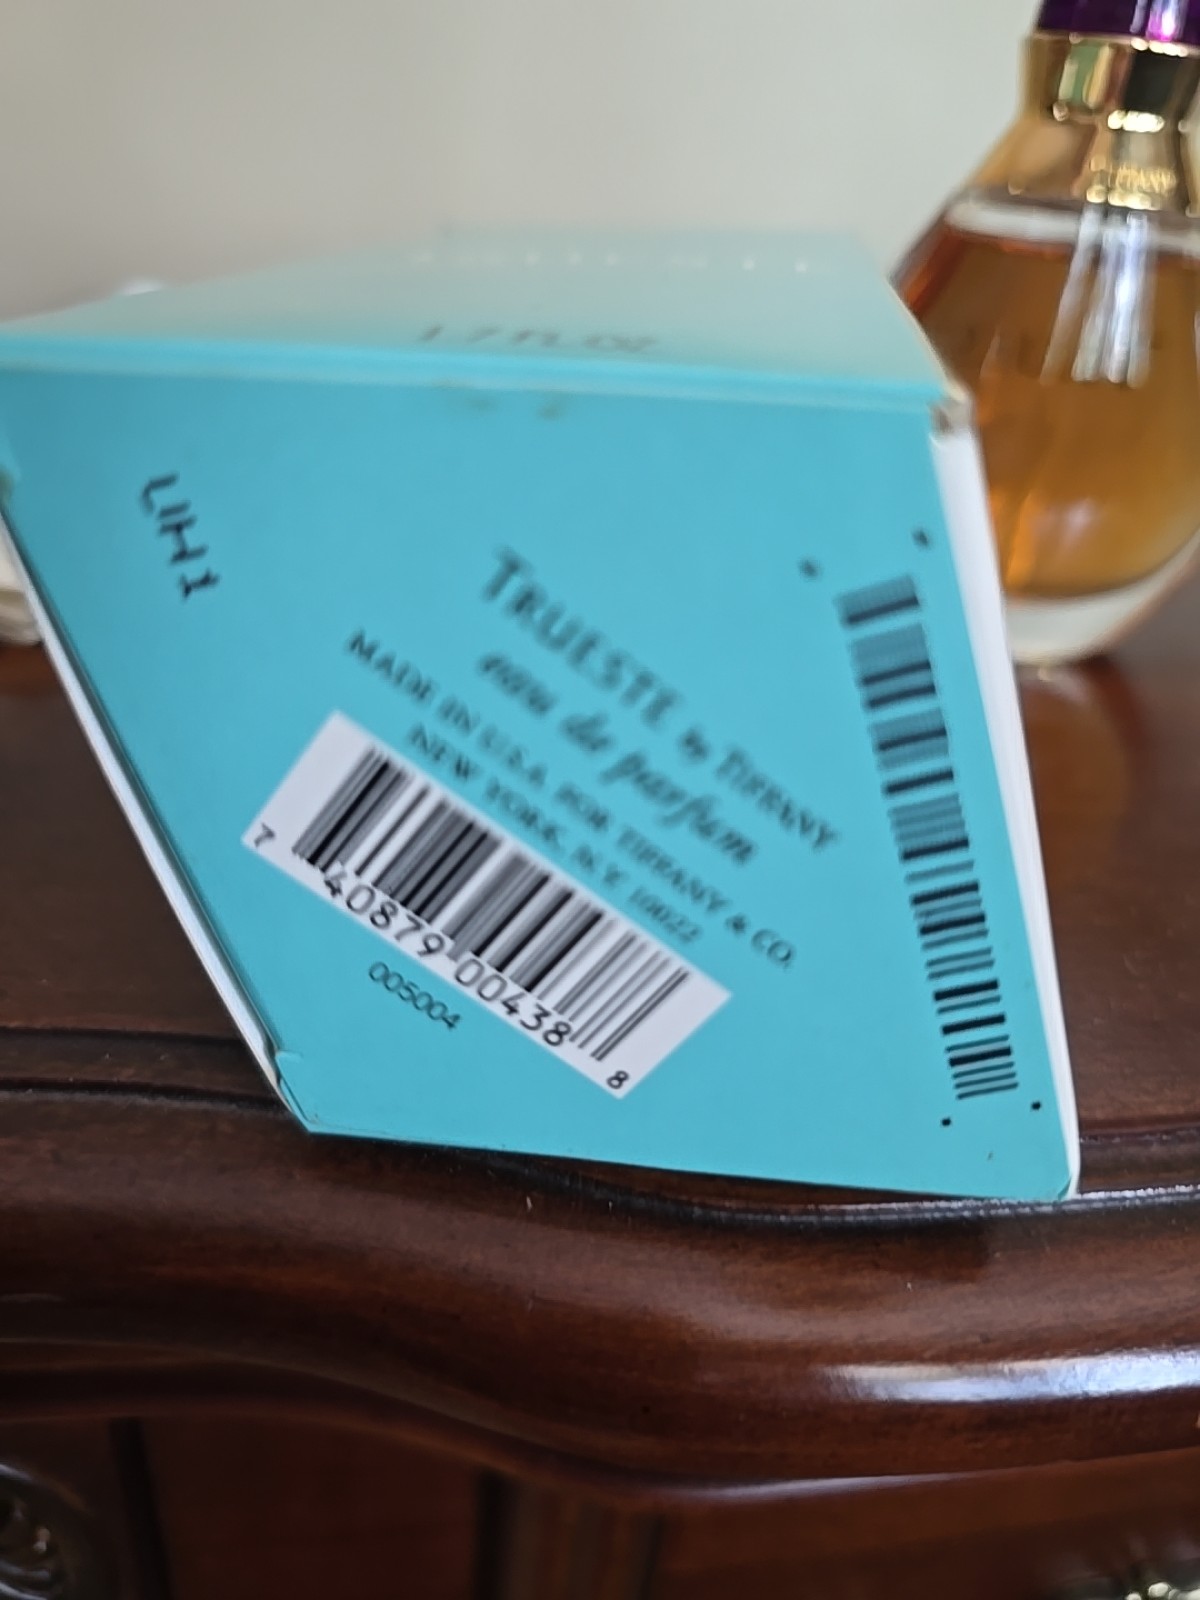 TRUESTE
1.7 FL OZ
LIH1
TRUESTE by TIFFANY
eau de parfum
MADE IN U.S.A. FOR TIFFANY & CO.
NEW YORK, N.Y. 10022
7 40879 00438 8
005004